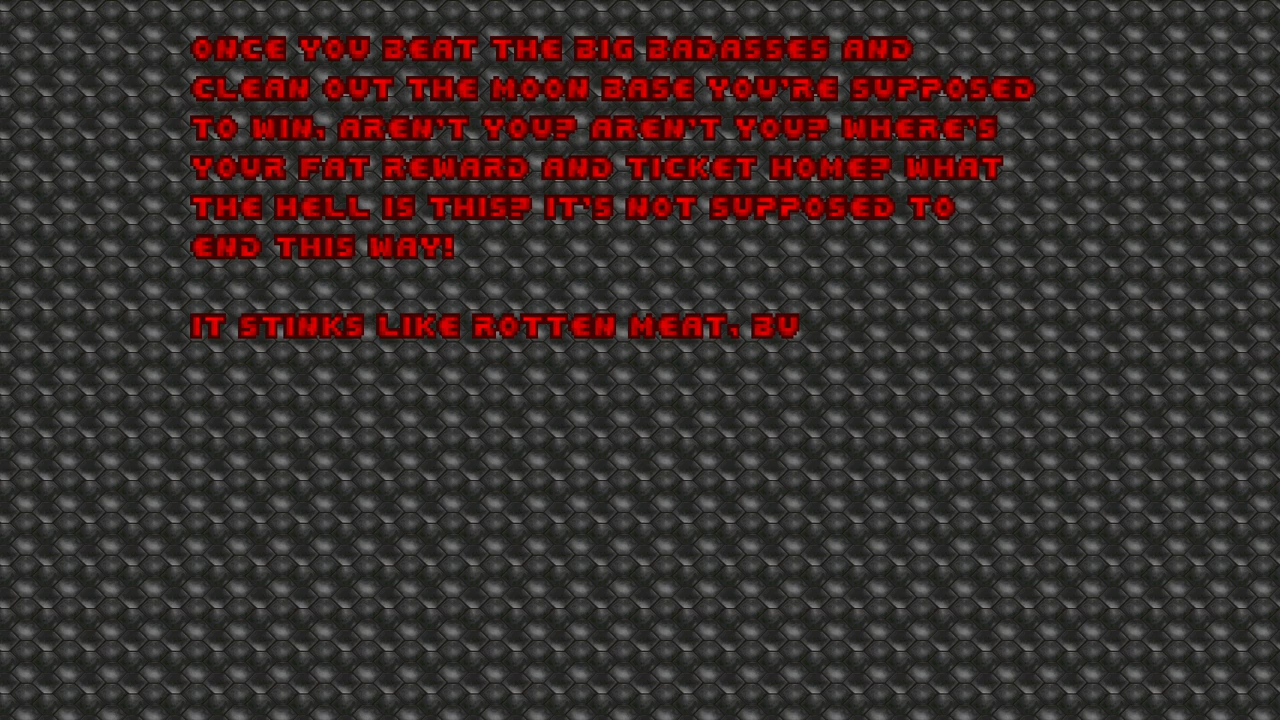 ONCE YOU BEAT THE BIG BADASSES AND
CLEAN OUT THE MOON BASE YOU'RE SUPPOSED
TO WIN, AREN'T YOU? AREN'T YOU? WHERE'S
YOUR FAT REWARD AND TICKET HOME? WHAT
THE HELL IS THIS? IT'S NOT SUPPOSED TO
END THIS WAY!
IT STINKS LIKE ROTTEN MEAT, BU